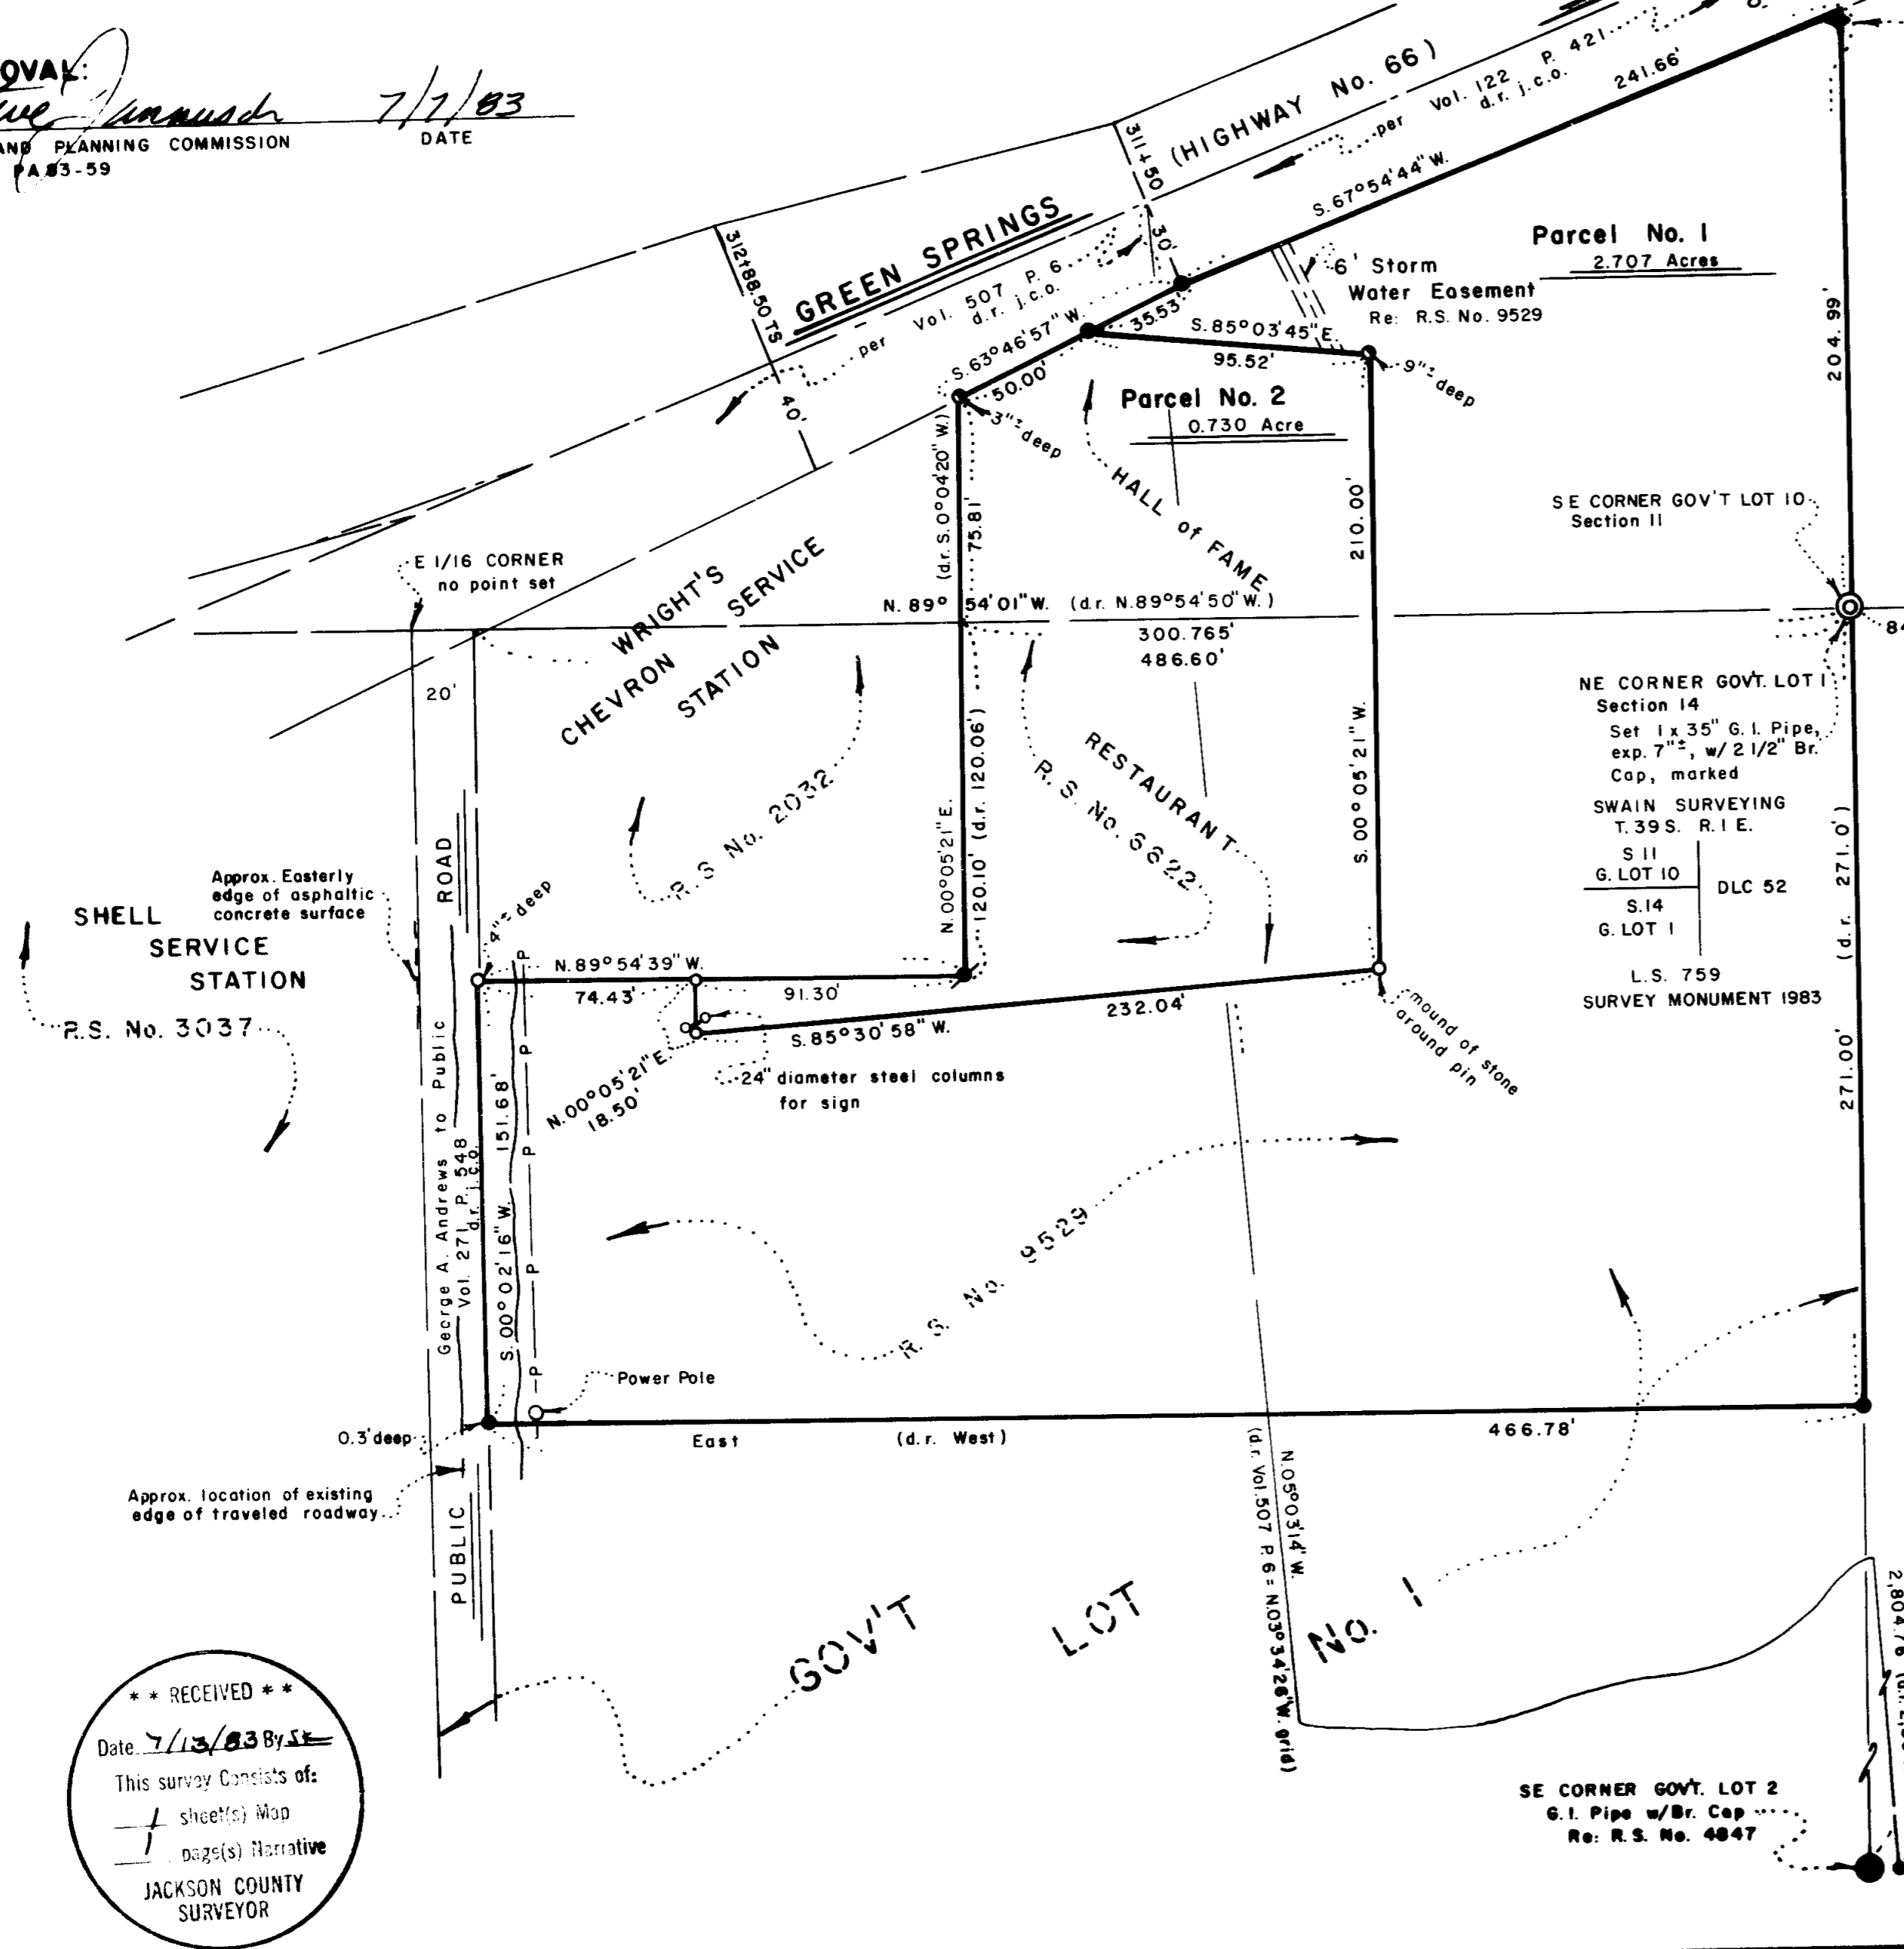 OVAL:
7/7/83
AND PLANNING COMMISSION
DATE
PA 83-59
GREEN SPRINGS
(HIGHWAY No. 66)
311+50
30'
312+88.50 TS
40'
per Vol. 507 P. 6
d.r. j.c.o.
per Vol. 122 P. 421
d.r. j.c.o.
241.66'
S.67°54'44"W.
S.63°46'57"W.
35.53'
50.00'
Parcel No. 1
2.707 Acres
6' Storm
Water Easement
Re: R.S. No. 9529
S.85°03'45"E.
95.52'
9"± deep
3"± deep
Parcel No. 2
0.730 Acre
204.99'
(d.r. S.0°04'20" W.)
75.81'
HALL of FAME
RESTAURANT
210.00'
S.00°05'21"W.
SE CORNER GOV'T LOT 10
Section 11
84
E 1/16 CORNER
no point set
WRIGHT'S
CHEVRON SERVICE
STATION
N. 89° 54'01"W. (d.r. N.89°54'50"W.)
300.765'
486.60'
20'
NE CORNER GOV'T. LOT 1
Section 14
Set 1 x 35" G.I. Pipe,
exp. 7"±, w/ 2 1/2" Br.
Cap, marked
SWAIN SURVEYING
T. 39 S. R. 1 E.
S 11
G. LOT 10
DLC 52
S.14
G. LOT 1
L.S. 759
SURVEY MONUMENT 1983
(d.r. 271.0')
271.00'
R.S No. 2032
R.S. No. 6622
N.00°05'21"E.
120.10' (d.r. 120.06')
Approx. Easterly
edge of asphaltic
concrete surface
ROAD
4"± deep
SHELL
SERVICE
STATION
R.S. No. 3037
N.89°54'39"W.
74.43'
91.30'
232.04'
S.85°30'58"W.
N.00°05'21"E.
18.50'
24" diameter steel columns
for sign
mound of stone
around pin
George A. Andrews to Public
Vol. 271 P. 548
d.r. j.c.o.
S.00°02'16"W. 151.68'
P
P
P
P
P
P
R. S. No. 9529
Power Pole
0.3' deep
East
(d.r. West)
466.78'
Approx. location of existing
edge of traveled roadway
PUBLIC
N.05°03'14"W.
(d.r. Vol.507 P. 6 = N.03°34'26"W. grid)
GOV'T LOT NO. 1
SE CORNER GOV'T. LOT 2
G.I. Pipe w/Br. Cap
Re: R.S. No. 4847
* * RECEIVED * *
Date 7/13/83 By
This survey Consists of:
1 sheet(s) Map
1 page(s) Narrative
JACKSON COUNTY
SURVEYOR